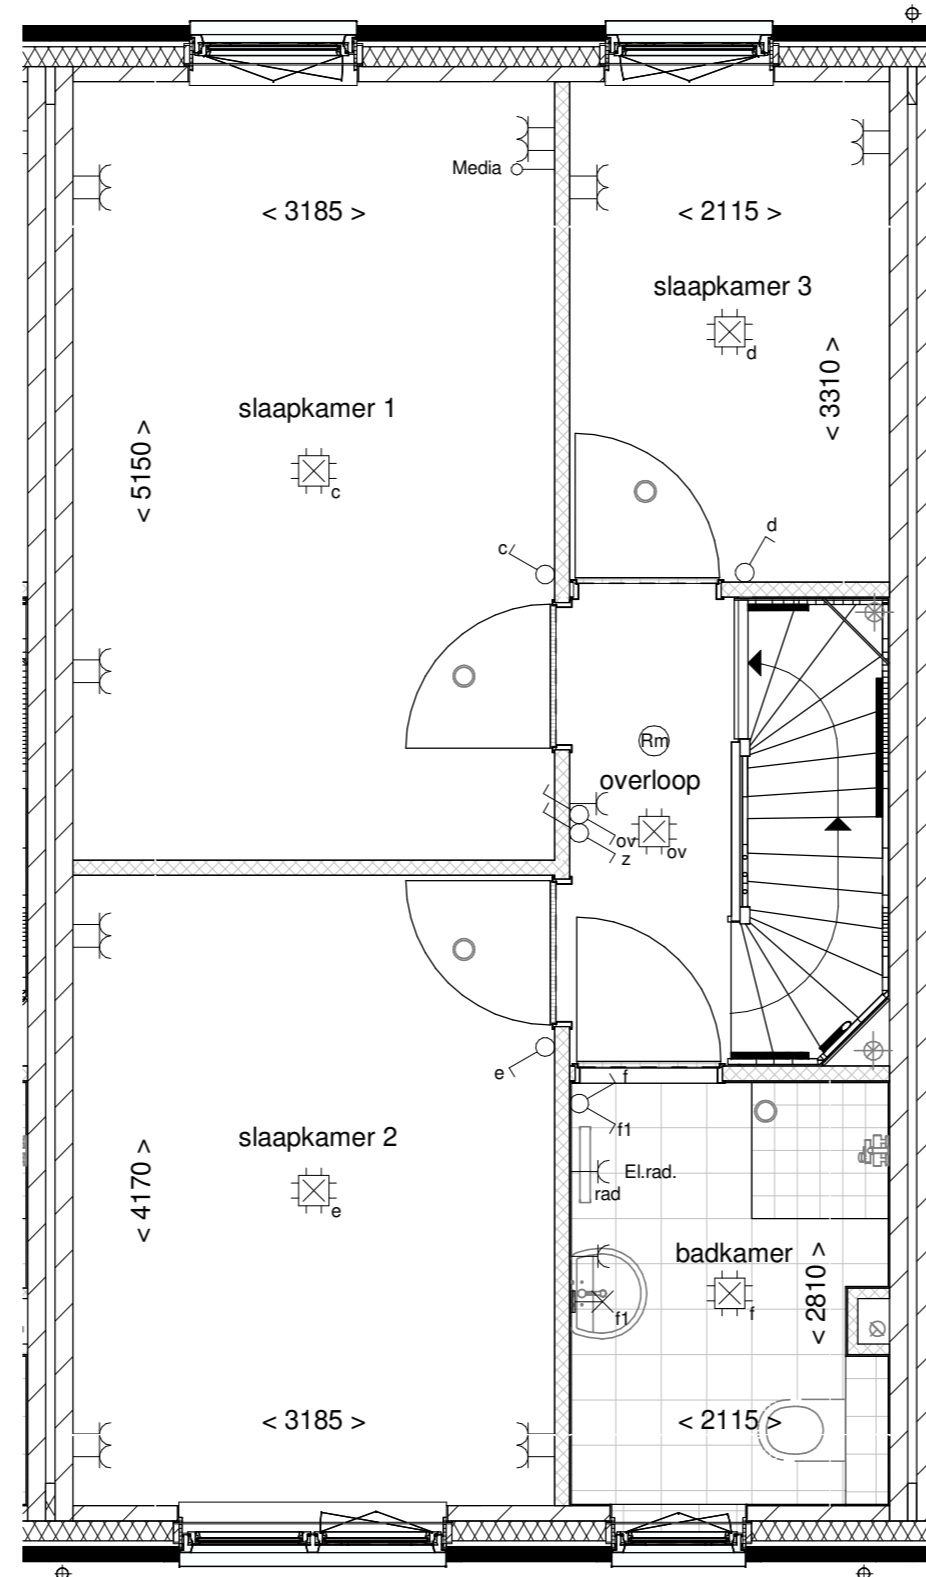 Media
< 3185 >
< 2115 >
slaapkamer 3
d
< 3310 >
slaapkamer 1
c
< 5150 >
c
d
Rm
overloop
ov
ov
z
e
f
f1
slaapkamer 2
e
< 4170 >
El.rad.
rad
badkamer
f
f1
< 2810 >
< 3185 >
< 2115 >